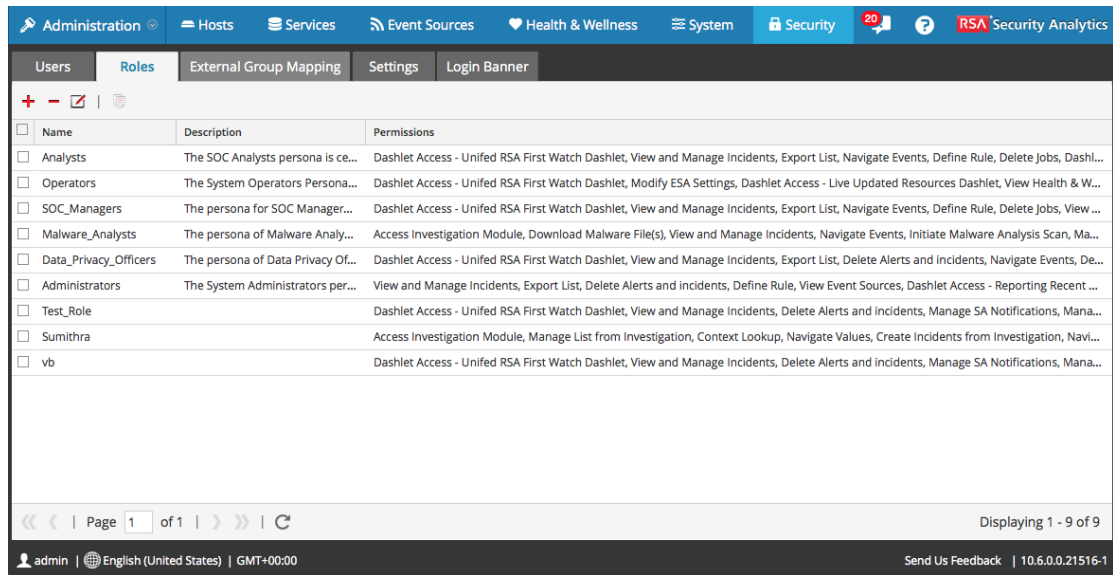 Administration Hosts Services Event Sources Health & Wellness System Security 20 ? RSA Security Analytics
Users Roles External Group Mapping Settings Login Banner
Name Description Permissions
Analysts The SOC Analysts persona is ce... Dashlet Access - Unifed RSA First Watch Dashlet, View and Manage Incidents, Export List, Navigate Events, Define Rule, Delete Jobs, Dashl...
Operators The System Operators Persona... Dashlet Access - Unifed RSA First Watch Dashlet, Modify ESA Settings, Dashlet Access - Live Updated Resources Dashlet, View Health & W...
SOC_Managers The persona for SOC Manager... Dashlet Access - Unifed RSA First Watch Dashlet, View and Manage Incidents, Export List, Navigate Events, Define Rule, Delete Jobs, View ...
Malware_Analysts The persona of Malware Analy... Access Investigation Module, Download Malware File(s), View and Manage Incidents, Navigate Events, Initiate Malware Analysis Scan, Ma...
Data_Privacy_Officers The persona of Data Privacy Of... Dashlet Access - Unifed RSA First Watch Dashlet, View and Manage Incidents, Export List, Delete Alerts and incidents, Navigate Events, De...
Administrators The System Administrators per... View and Manage Incidents, Export List, Delete Alerts and incidents, Define Rule, View Event Sources, Dashlet Access - Reporting Recent ...
Test_Role Dashlet Access - Unifed RSA First Watch Dashlet, View and Manage Incidents, Delete Alerts and incidents, Manage SA Notifications, Mana...
Sumithra Access Investigation Module, Manage List from Investigation, Context Lookup, Navigate Values, Create Incidents from Investigation, Navi...
vb Dashlet Access - Unifed RSA First Watch Dashlet, View and Manage Incidents, Delete Alerts and incidents, Manage SA Notifications, Mana...
Page 1 of 1 Displaying 1 - 9 of 9
admin | English (United States) | GMT+00:00 Send Us Feedback | 10.6.0.0.21516-1